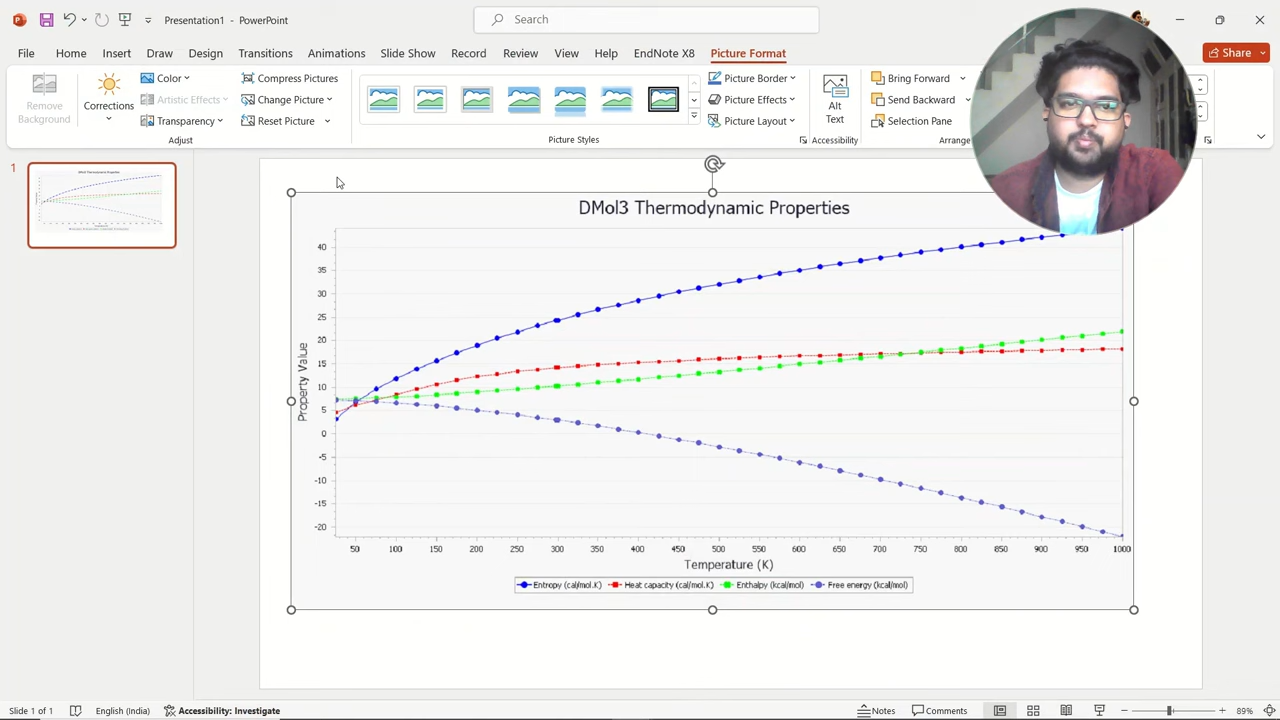 Presentation1 - PowerPoint
Search
File Home Insert Draw Design Transitions Animations Slide Show Record Review View Help EndNote X8 Picture Format Share
Remove Background
Corrections
Color
Artistic Effects
Transparency
Compress Pictures
Change Picture
Reset Picture
Adjust
Picture Styles
Picture Border
Picture Effects
Picture Layout
Alt Text
Accessibility
Bring Forward
Send Backward
Selection Pane
Arrange
1
DMol3 Thermodynamic Properties
40
35
30
25
20
15
10
5
0
-5
-10
-15
-20
Property Value
50 100 150 200 250 300 350 400 450 500 550 600 650 700 750 800 850 900 950 1000
Temperature (K)
Entropy (cal/mol.K) Heat capacity (cal/mol.K) Enthalpy (kcal/mol) Free energy (kcal/mol)
Slide 1 of 1 English (India) Accessibility: Investigate Notes Comments 89%